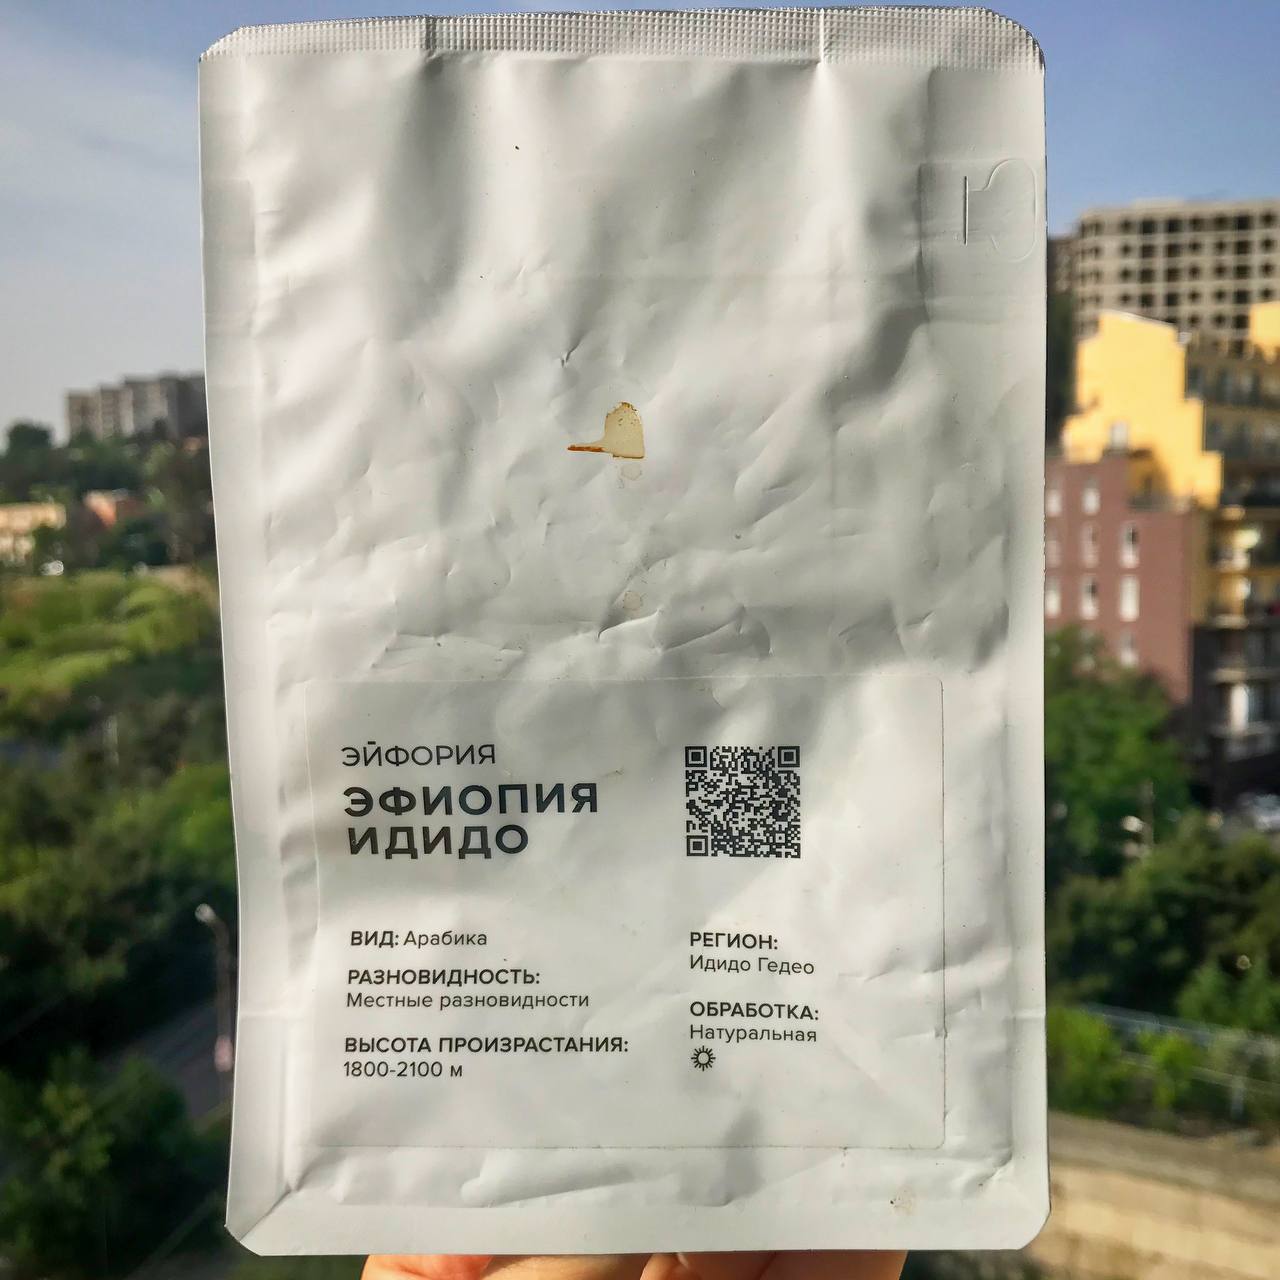 ЭЙФОРИЯ
ЭФИОПИЯ
ИДИДО
ВИД: Арабика
РАЗНОВИДНОСТЬ:
Местные разновидности
ВЫСОТА ПРОИЗРАСТАНИЯ:
1800-2100 м
РЕГИОН:
Идидо Гедео
ОБРАБОТКА:
Натуральная